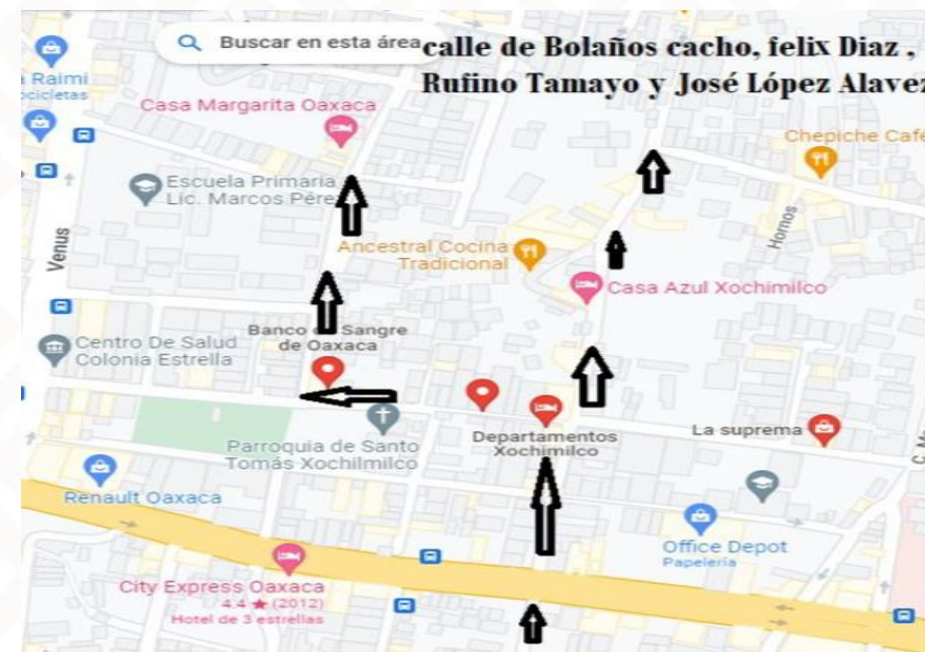 Buscar en esta área
calle de Bolaños cacho, felix Diaz ,
Rufino Tamayo y José López Alavez
Raimi
Casa Margarita Oaxaca
Chepiche Café
Escuela Primaria
Lic. Marcos Pére
Venus
Hornos
Ancestral Cocina
Tradicional
Casa Azul Xochimilco
Banco Sangre
de Oaxaca
Centro De Salud
Colonia Estrella
Departamentos
Xochimilco
La suprema
Parroquia de Santo
Tomás Xochilmilco
Renault Oaxaca
Office Depot
Papelería
City Express Oaxaca
4.4 ★ (2012)
Hotel de 3 estrellas